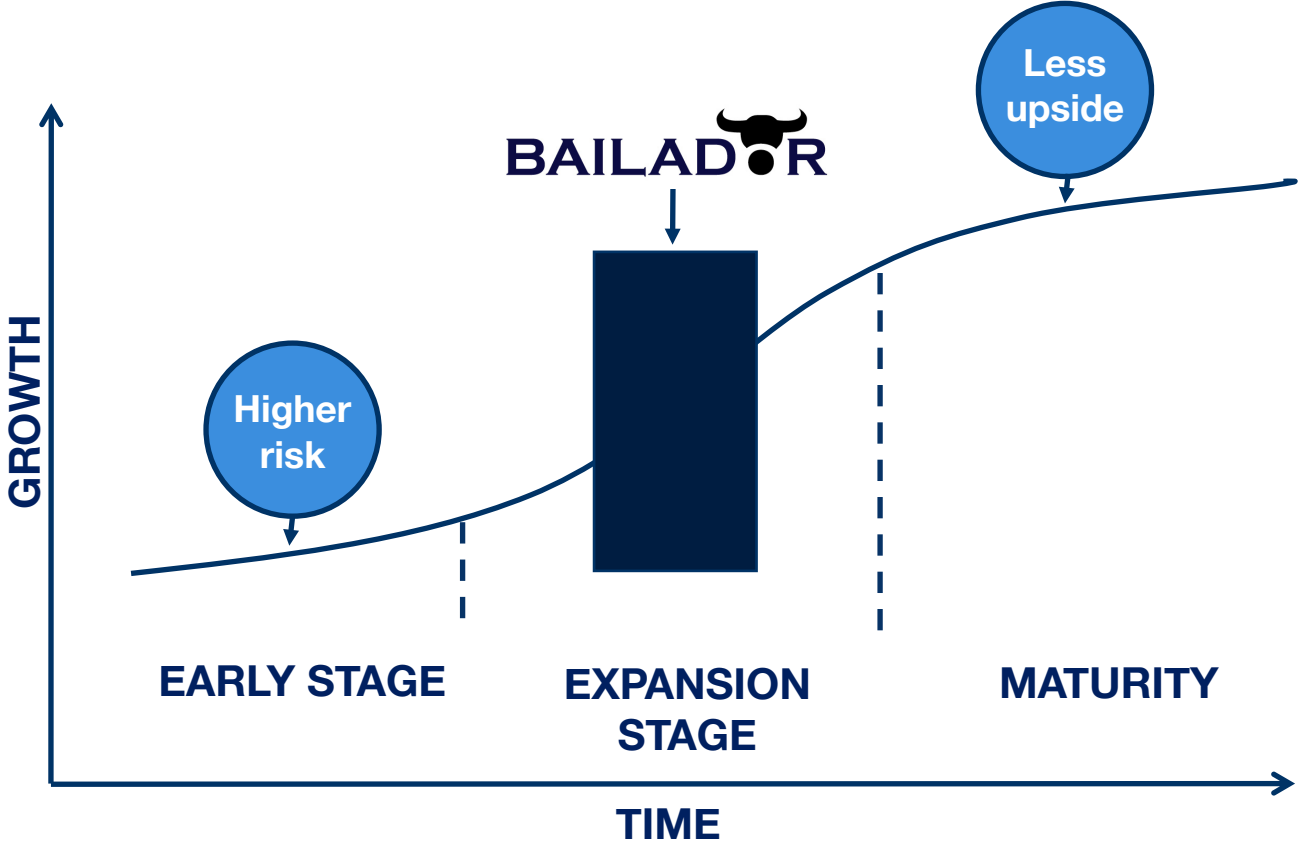 Less
upside
BAILADOR
Higher
risk
GROWTH
EARLY STAGE
EXPANSION
STAGE
MATURITY
TIME